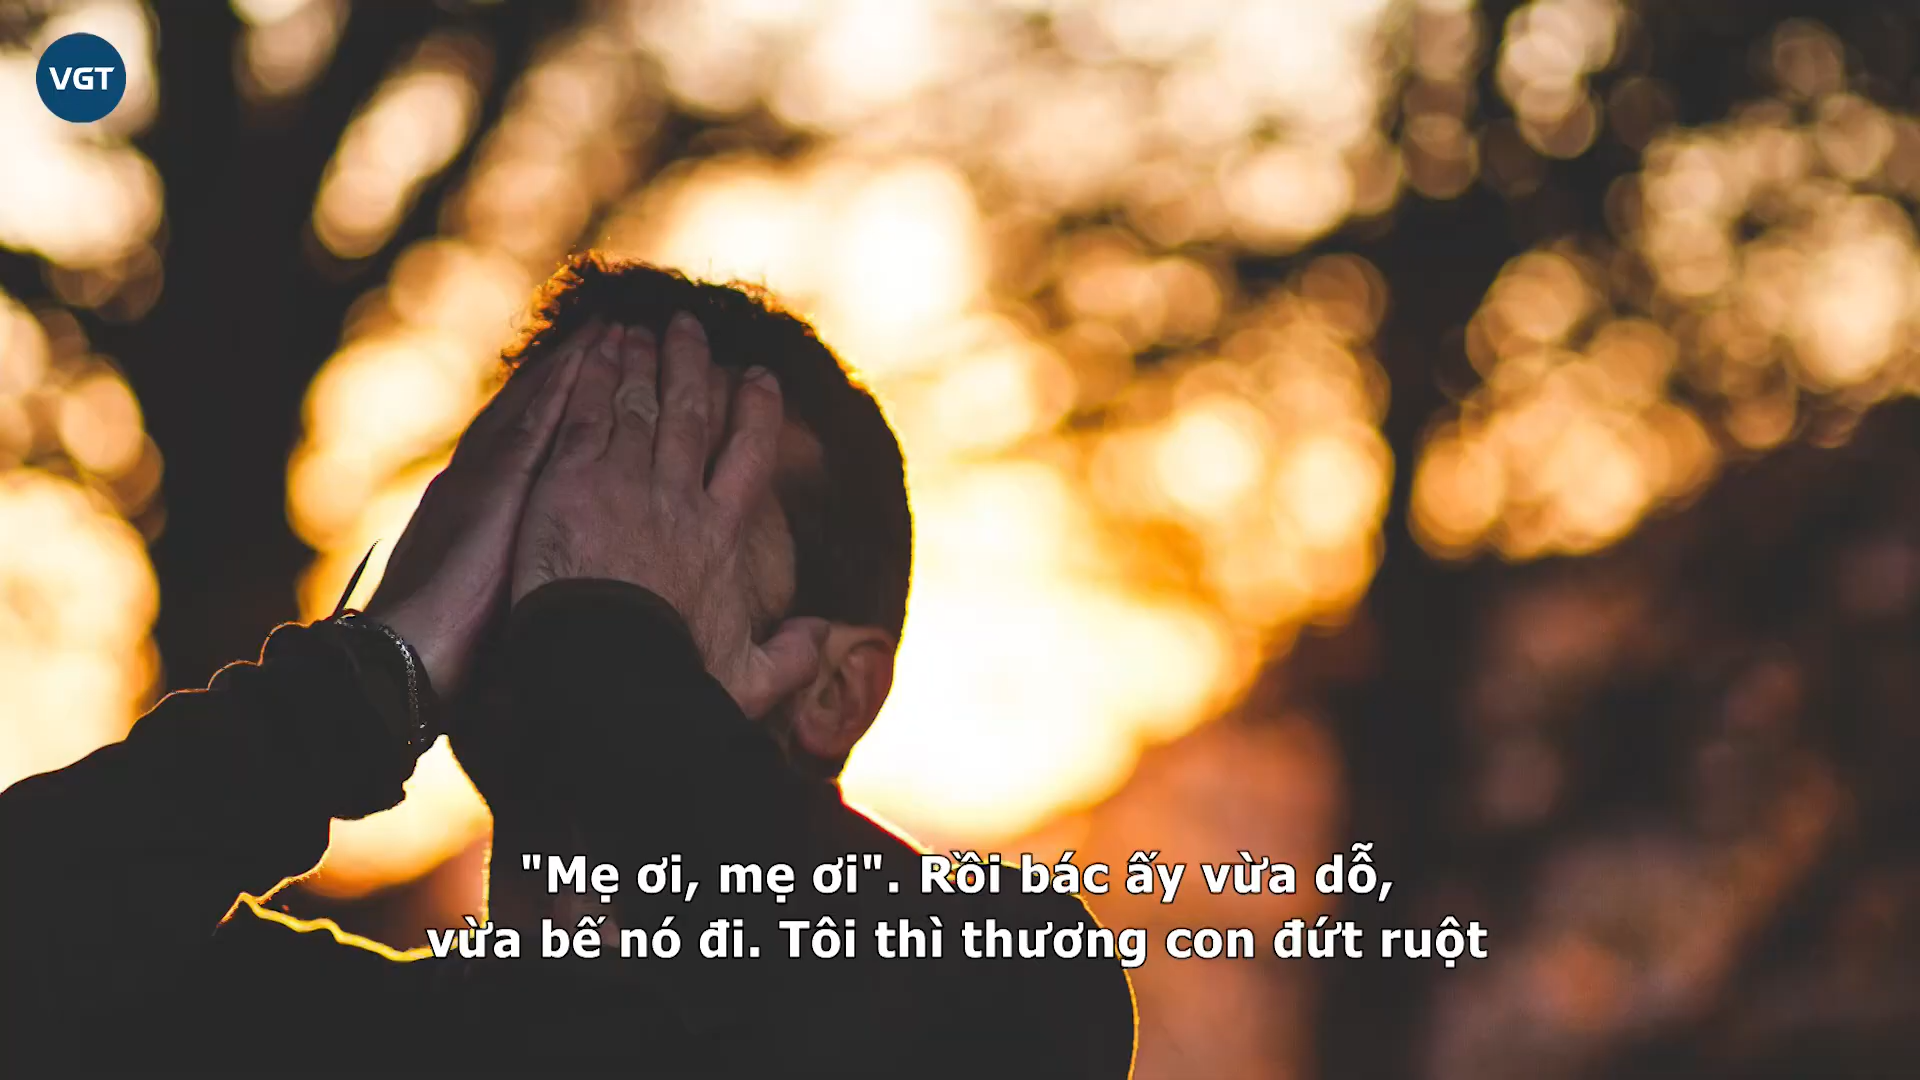 VGT
"Mẹ ơi, mẹ ơi". Rồi bác ấy vừa dỗ,
vừa bế nó đi. Tôi thì thương con đứt ruột